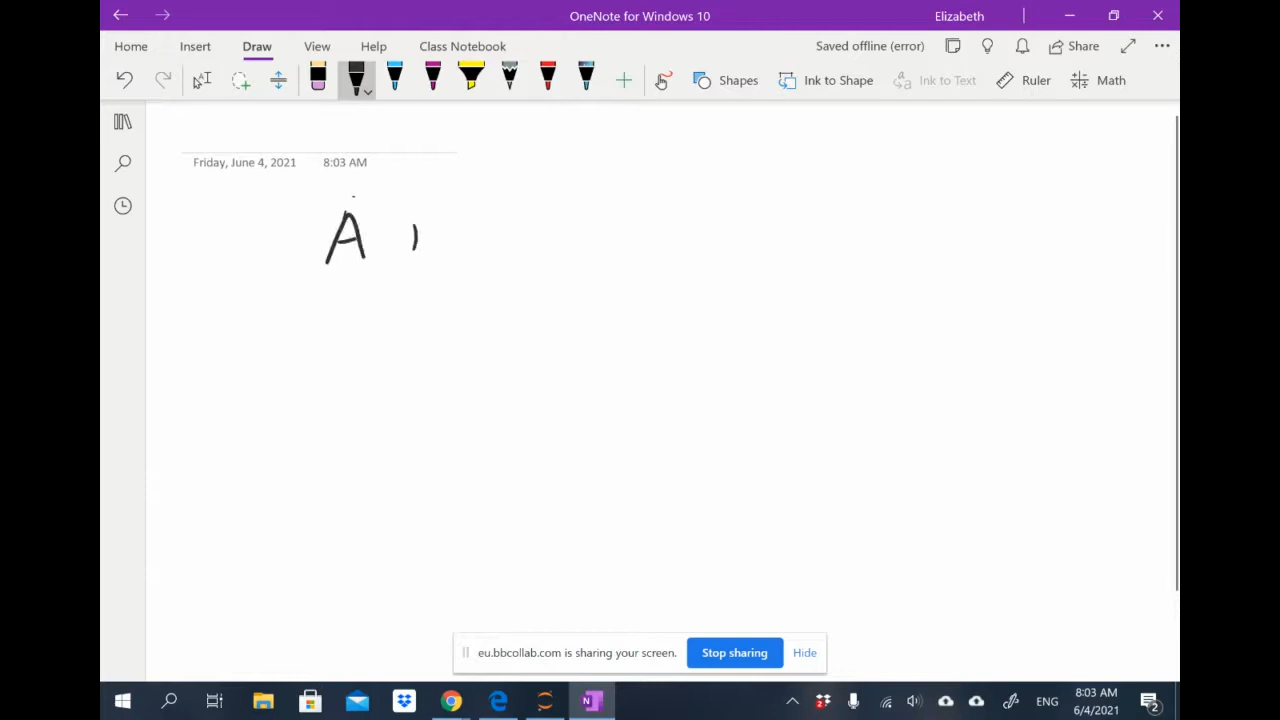 OneNote for Windows 10 Elizabeth
Home Insert Draw View Help Class Notebook Saved offline (error) Share
Shapes Ink to Shape Ink to Text Ruler Math
Friday, June 4, 2021 8:03 AM
A
eu.bbcollab.com is sharing your screen. Stop sharing Hide
ENG 8:03 AM
6/4/2021 2